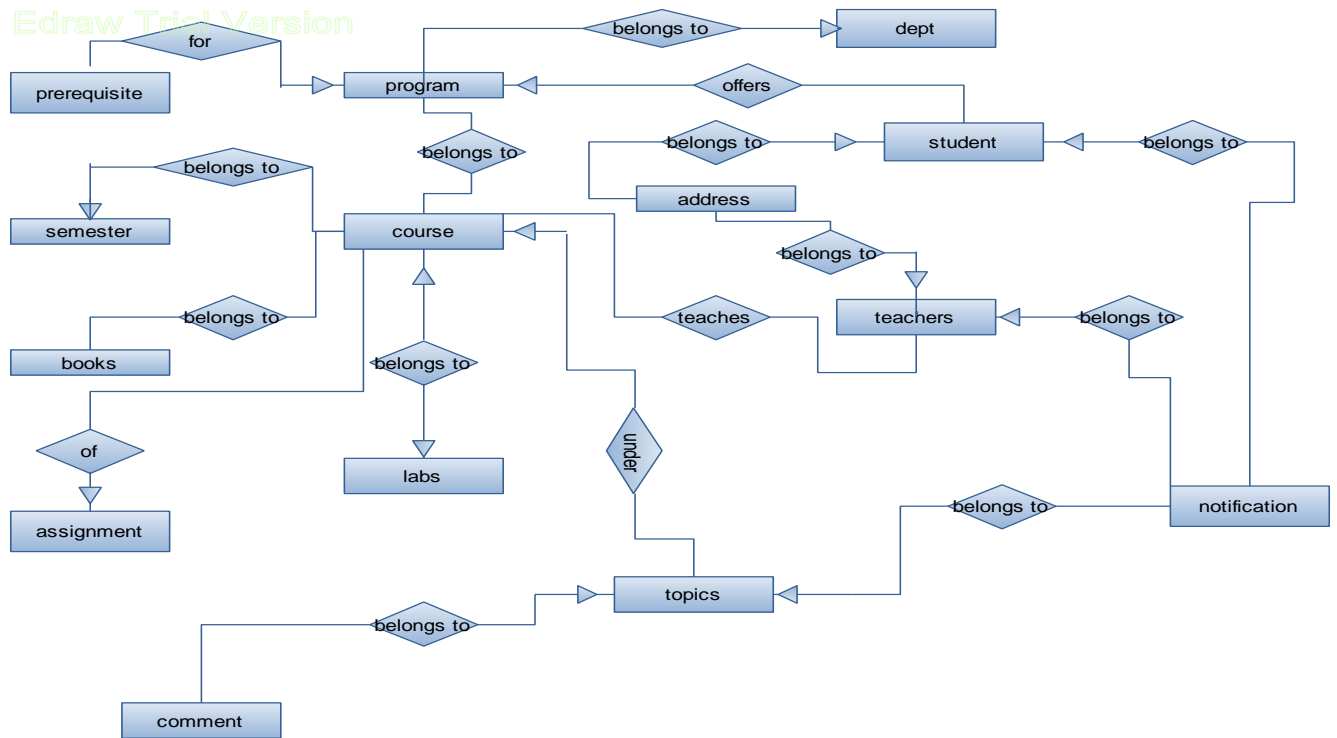 Edraw Trial Version
for
belongs to
dept
prerequisite
program
offers
belongs to
belongs to
student
belongs to
belongs to
address
semester
course
belongs to
books
belongs to
teaches
teachers
belongs to
belongs to
of
under
labs
assignment
belongs to
notification
topics
belongs to
comment